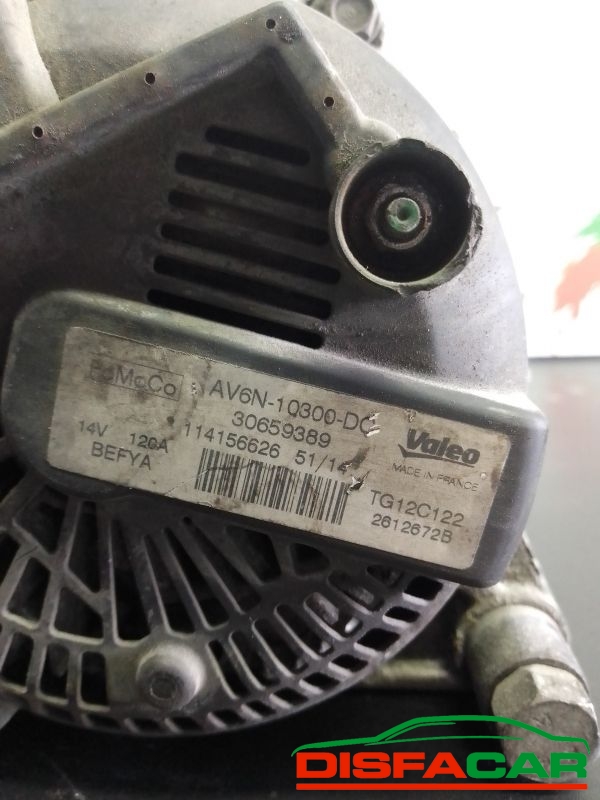 FoMoCo AV6N-10300-DC
30659389
14V 120A 114156626 51/14 Valeo
BEFYA MADE IN FRANCE
TG12C122
2612672B
DISFACAR